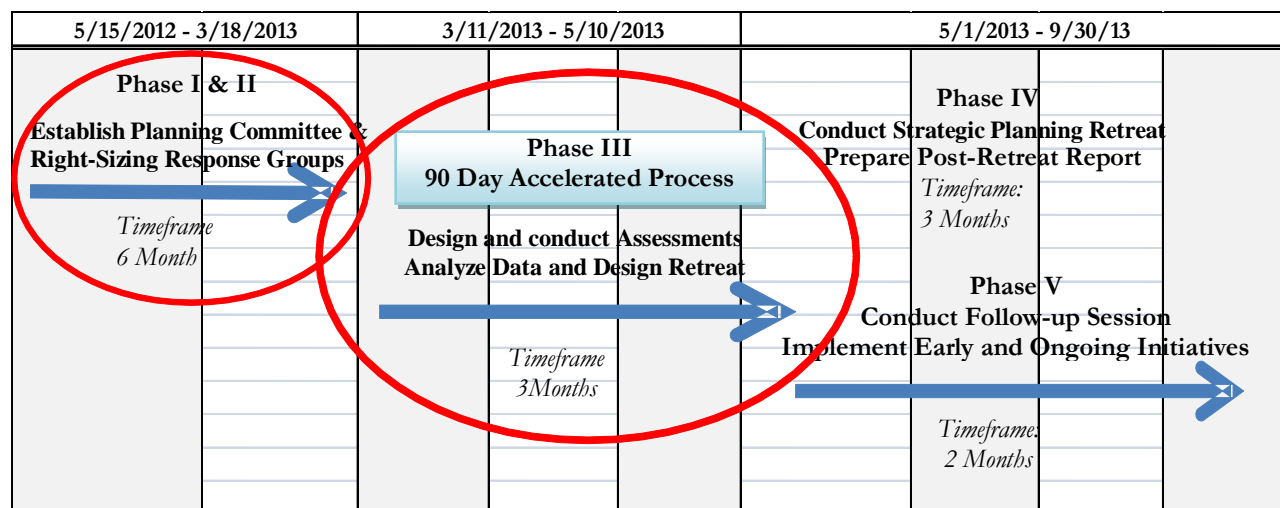 5/15/2012 - 3/18/2013
3/11/2013 - 5/10/2013
5/1/2013 - 9/30/13
Phase I & II
Establish Planning Committee &
Right-Sizing Response Groups
Timeframe
6 Month
Phase III
90 Day Accelerated Process
Design and conduct Assessments
Analyze Data and Design Retreat
Timeframe
3Months
Phase IV
Conduct Strategic Planning Retreat
Prepare Post-Retreat Report
Timeframe:
3 Months
Phase V
Conduct Follow-up Session
Implement Early and Ongoing Initiatives
Timeframe:
2 Months